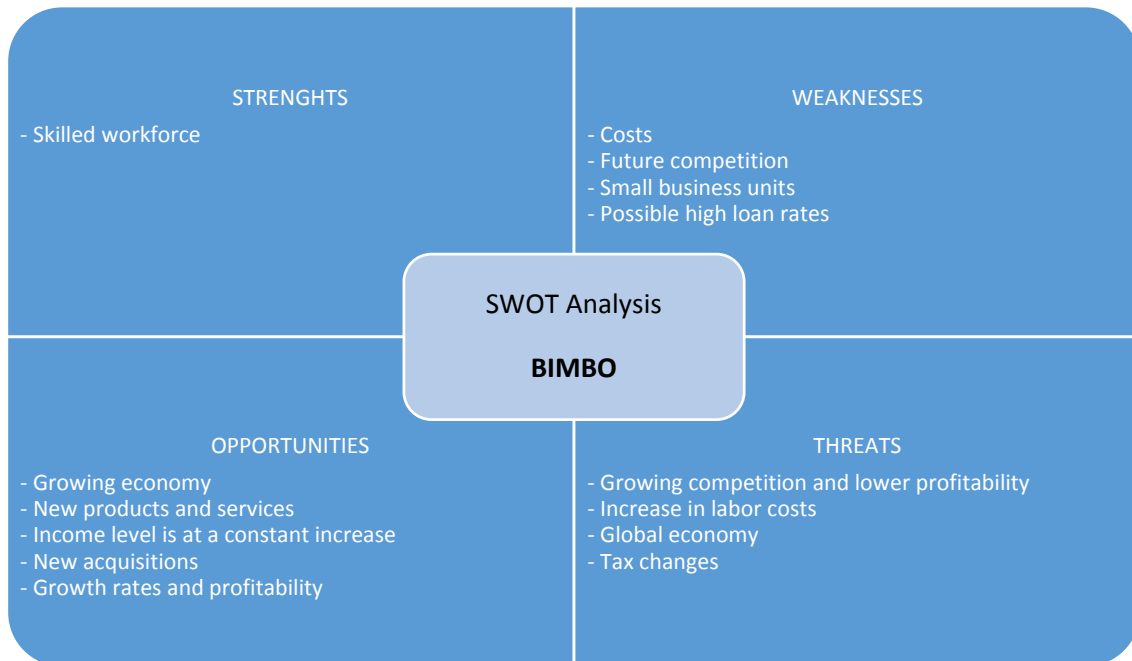 STRENGHTS
- Skilled workforce
WEAKNESSES
- Costs
- Future competition
- Small business units
- Possible high loan rates
SWOT Analysis
BIMBO
OPPORTUNITIES
- Growing economy
- New products and services
- Income level is at a constant increase
- New acquisitions
- Growth rates and profitability
THREATS
- Growing competition and lower profitability
- Increase in labor costs
- Global economy
- Tax changes